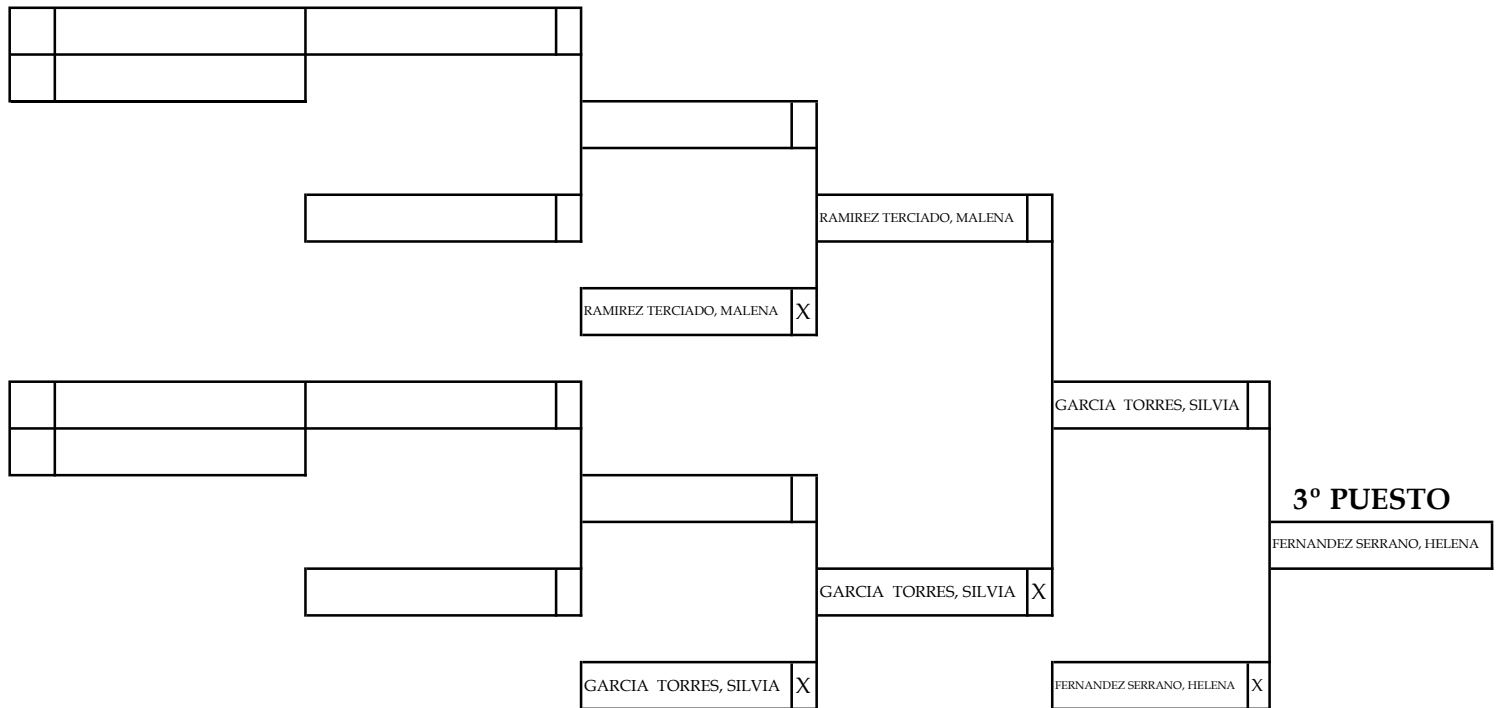 RAMIREZ TERCIADO, MALENA
RAMIREZ TERCIADO, MALENA X
GARCIA TORRES, SILVIA
3º PUESTO
FERNANDEZ SERRANO, HELENA
GARCIA TORRES, SILVIA X
GARCIA TORRES, SILVIA X
FERNANDEZ SERRANO, HELENA X